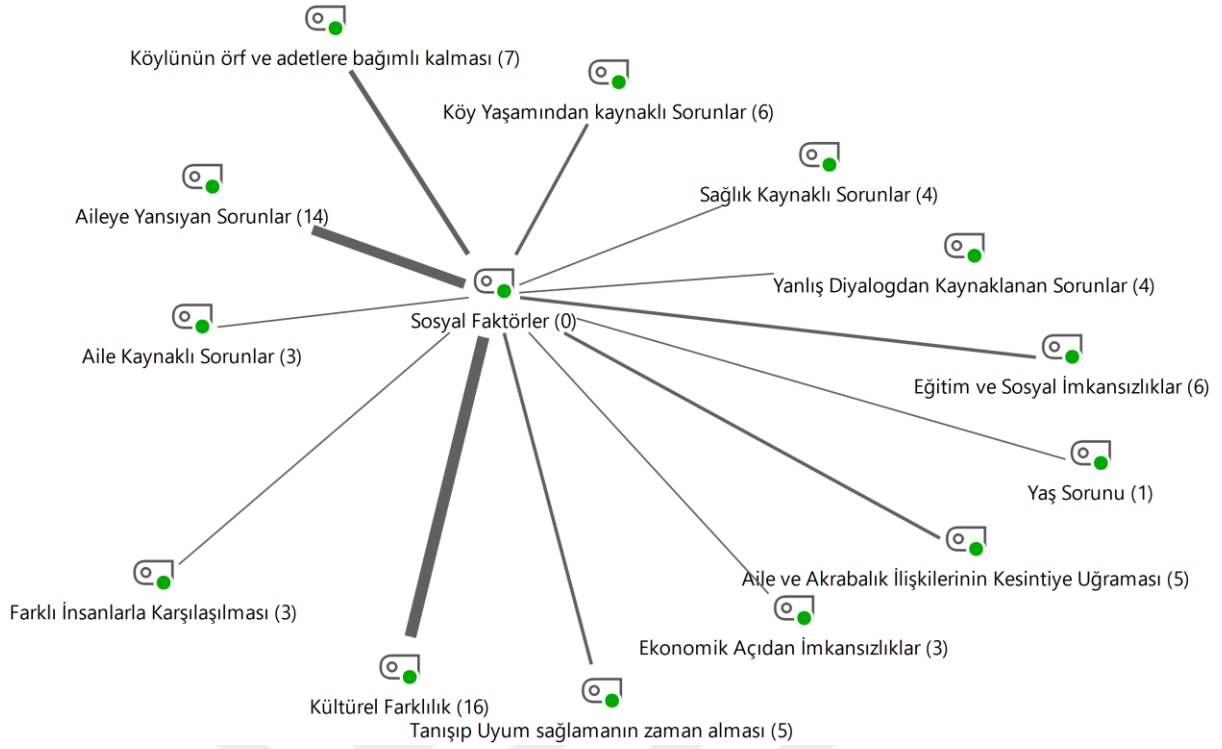 Köylünün örf ve adetlere bağımlı kalması (7)
Köy Yaşamından kaynaklı Sorunlar (6)
Sağlık Kaynaklı Sorunlar (4)
Aileye Yansıyan Sorunlar (14)
Yanlış Diyalogdan Kaynaklanan Sorunlar (4)
Sosyal Faktörler (0)
Aile Kaynaklı Sorunlar (3)
Eğitim ve Sosyal İmkansızlıklar (6)
Yaş Sorunu (1)
Aile ve Akrabalık İlişkilerinin Kesintiye Uğraması (5)
Farklı İnsanlarla Karşılaşılması (3)
Ekonomik Açıdan İmkansızlıklar (3)
Kültürel Farklılık (16)
Tanışıp Uyum sağlamanın zaman alması (5)